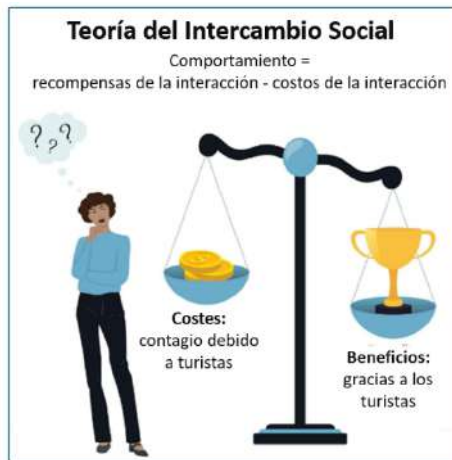 Teoría del Intercambio Social
Comportamiento =
recompensas de la interacción - costos de la interacción
? ? ?
Costes:
contagio debido
a turistas
Beneficios:
gracias a los
turistas